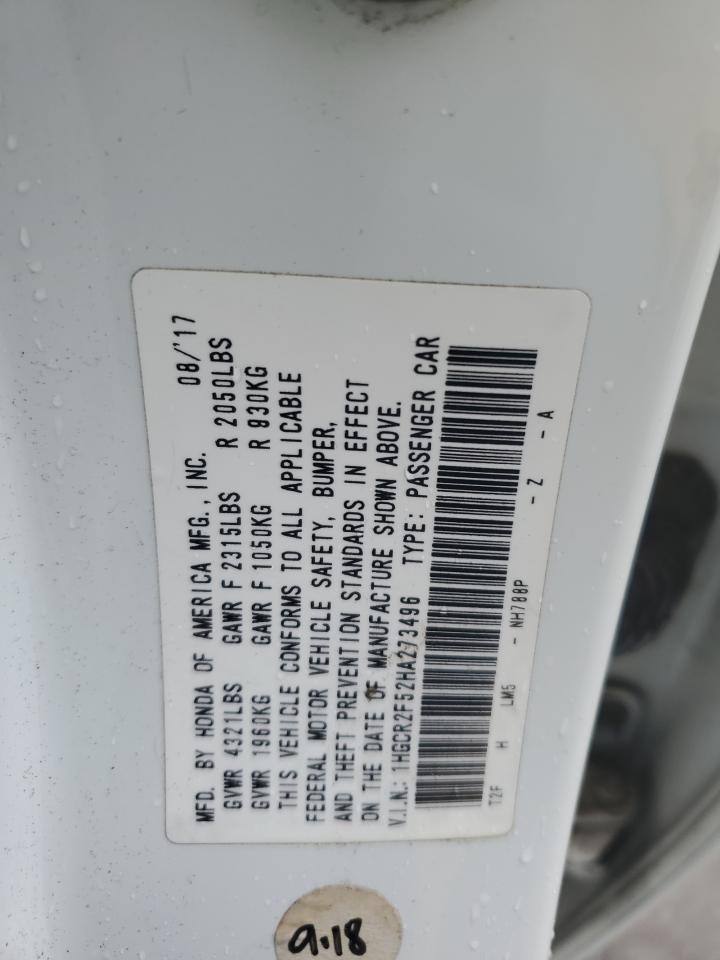 MFD. BY HONDA OF AMERICA MFG., INC. 08/'17
GVWR 4321LBS GAWR F 2315LBS R 2050LBS
GVWR 1960KG GAWR F 1050KG R 930KG
THIS VEHICLE CONFORMS TO ALL APPLICABLE
FEDERAL MOTOR VEHICLE SAFETY, BUMPER,
AND THEFT PREVENTION STANDARDS IN EFFECT
ON THE DATE OF MANUFACTURE SHOWN ABOVE.
V.I.N.: 1HGCR2F52HA273496 TYPE: PASSENGER CAR
T2F H LM5 - NH788P - Z - A
9.18